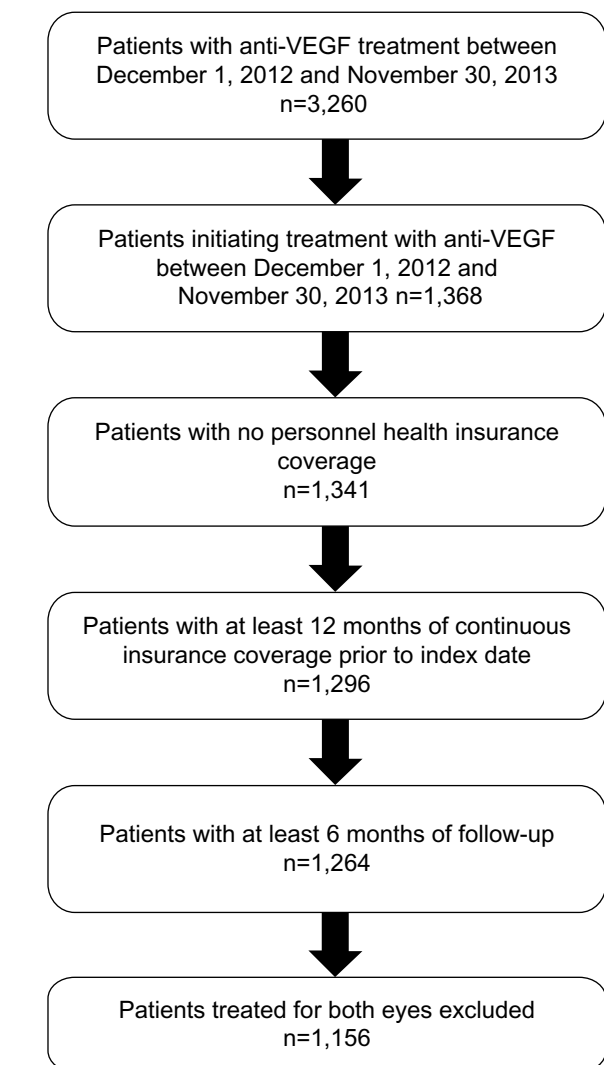 Patients with anti-VEGF treatment between
December 1, 2012 and November 30, 2013
n=3,260
Patients initiating treatment with anti-VEGF
between December 1, 2012 and
November 30, 2013 n=1,368
Patients with no personnel health insurance
coverage
n=1,341
Patients with at least 12 months of continuous
insurance coverage prior to index date
n=1,296
Patients with at least 6 months of follow-up
n=1,264
Patients treated for both eyes excluded
n=1,156